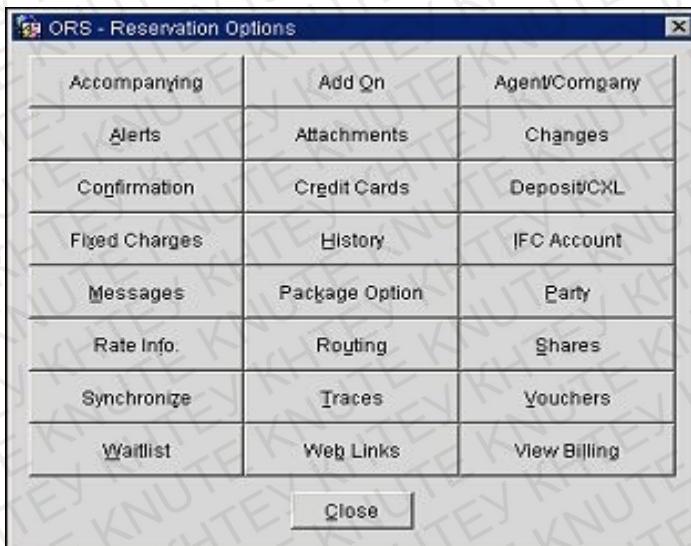 ORS - Reservation Options
Accompanying Add On Agent/Company
Alerts Attachments Changes
Confirmation Credit Cards Deposit/CXL
Fixed Charges History IFC Account
Messages Package Option Party
Rate Info. Routing Shares
Synchronize Traces Vouchers
Waitlist Web Links View Billing
Close